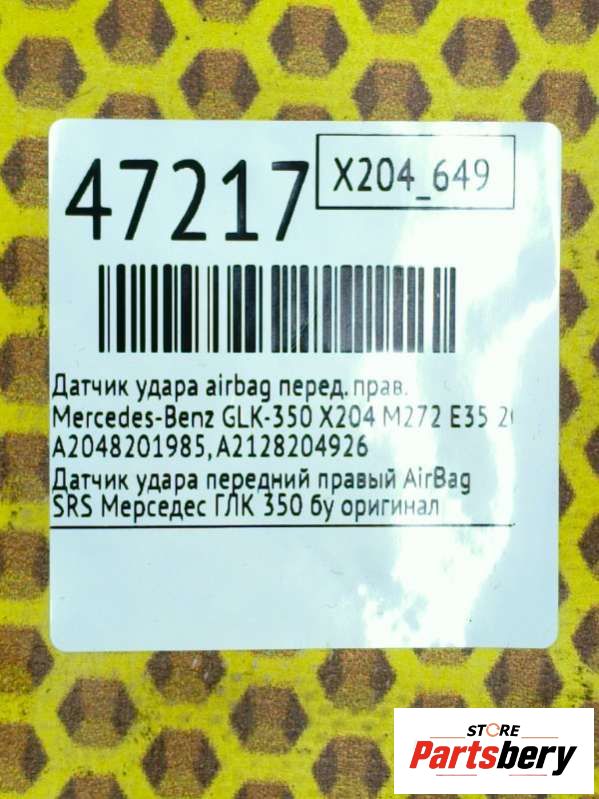 47217
X204_649
Датчик удара airbag перед. прав.
Mercedes-Benz GLK-350 X204 M272 E35
A2048201985, A2128204926
Датчик удара передний правый AirBag
SRS Мерседес ГЛК 350 бу оригинал
STORE
Partsbery